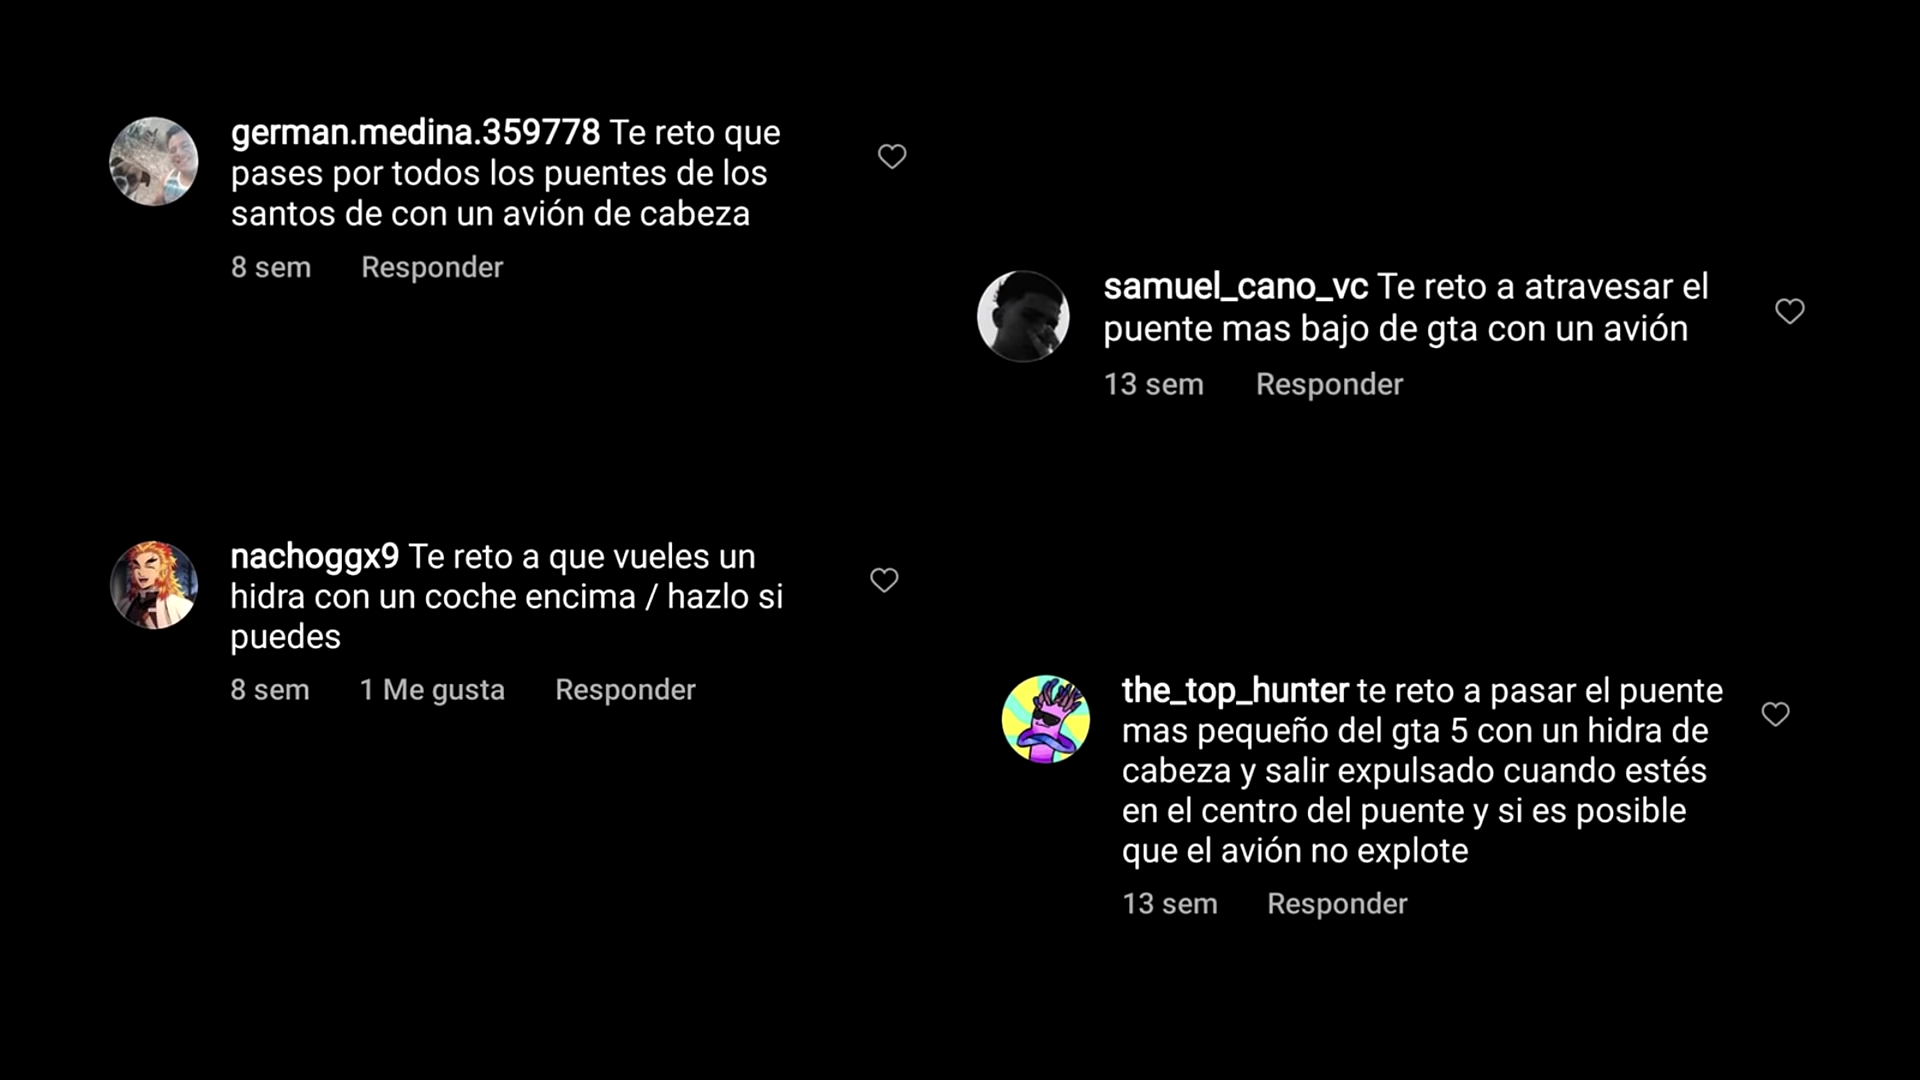 german.medina.359778 Te reto que
pases por todos los puentes de los
santos de con un avión de cabeza
8 sem Responder
samuel_cano_vc Te reto a atravesar el
puente mas bajo de gta con un avión
13 sem Responder
nachoggx9 Te reto a que vueles un
hidra con un coche encima / hazlo si
puedes
8 sem 1 Me gusta Responder
the_top_hunter te reto a pasar el puente
mas pequeño del gta 5 con un hidra de
cabeza y salir expulsado cuando estés
en el centro del puente y si es posible
que el avión no explote
13 sem Responder